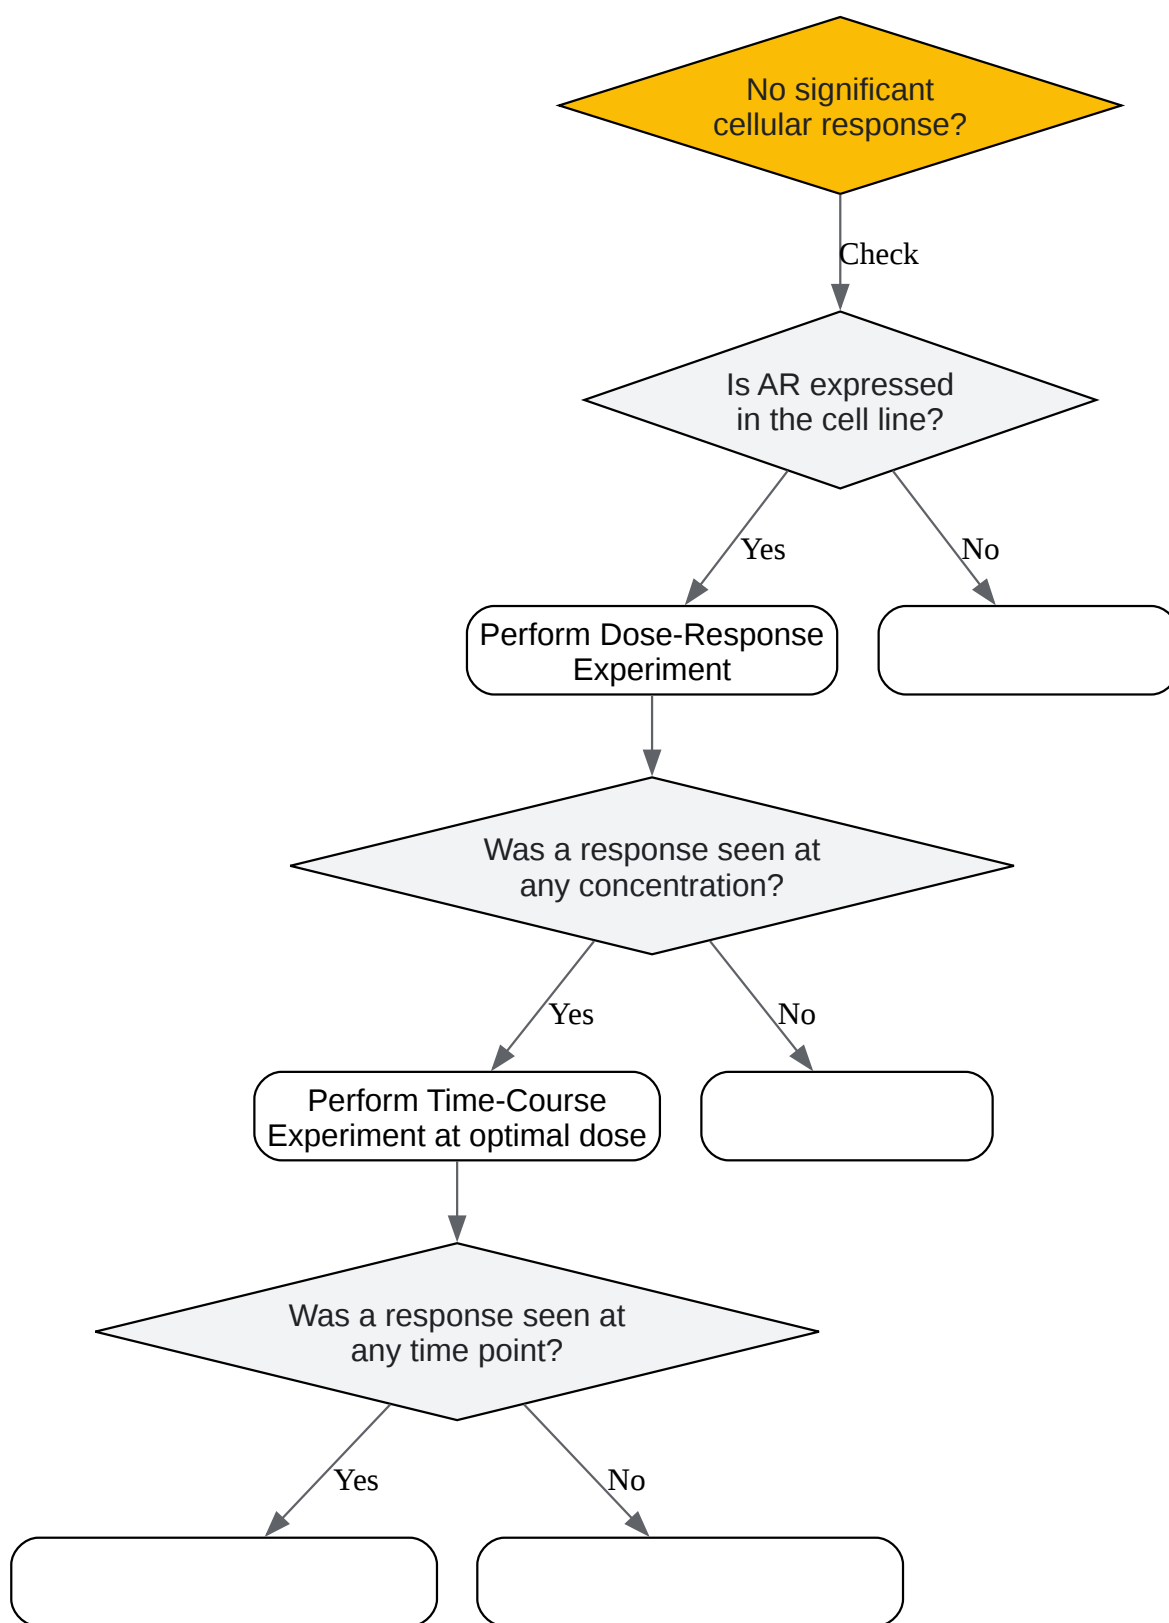 No significant
cellular response?
Check
Is AR expressed
in the cell line?
Yes
No
Perform Dose-Response
Experiment
Was a response seen at
any concentration?
Yes
No
Perform Time-Course
Experiment at optimal dose
Was a response seen at
any time point?
Yes
No